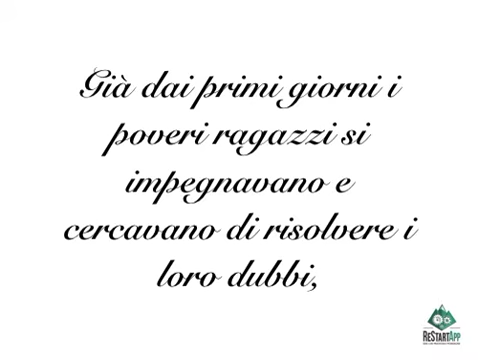 Già dai primi giorni i
poveri ragazzi si
impegnavano e
cercavano di risolvere i
loro dubbi,
ReStartApp